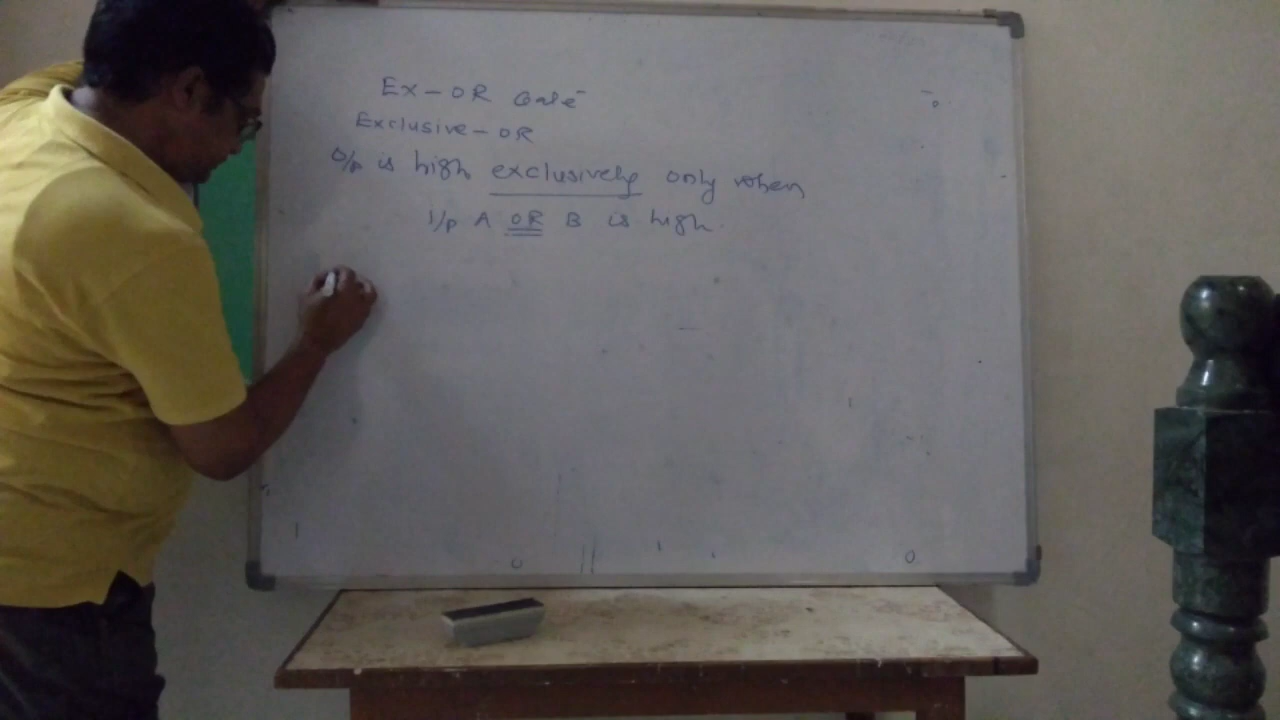 Ex-OR Gate
Exclusive-OR
O/p is high exclusively only when
I/p A OR B is high.